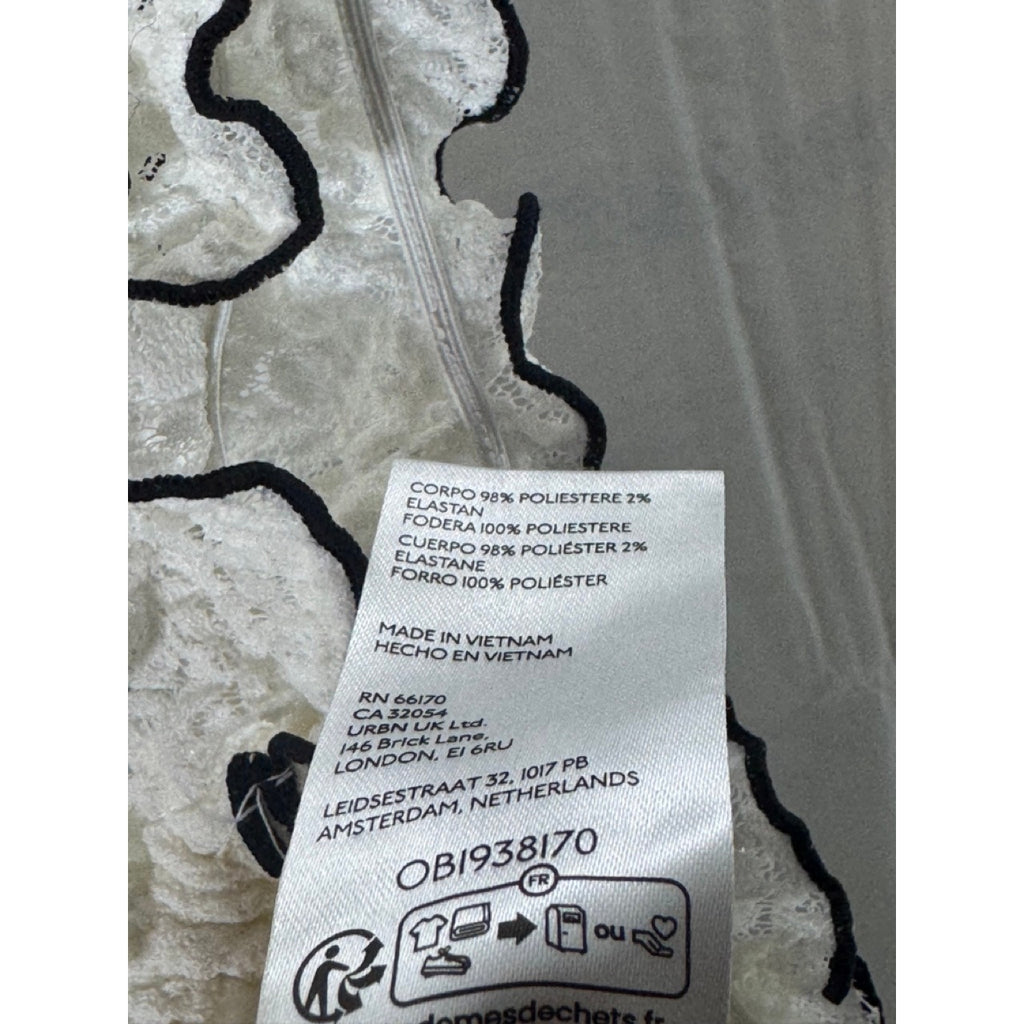 CORPO 98% POLIESTERE 2%
ELASTAN
FODERA 100% POLIESTERE
CUERPO 98% POLIÉSTER 2%
ELASTANE
FORRO 100% POLIÉSTER
MADE IN VIETNAM
HECHO EN VIETNAM
RN 66170
CA 32054
URBN UK Ltd.
146 Brick Lane,
LONDON, E1 6RU
LEIDSESTRAAT 32, 1017 PB
AMSTERDAM, NETHERLANDS
OB1938170
FR
ou
domesdechets.fr